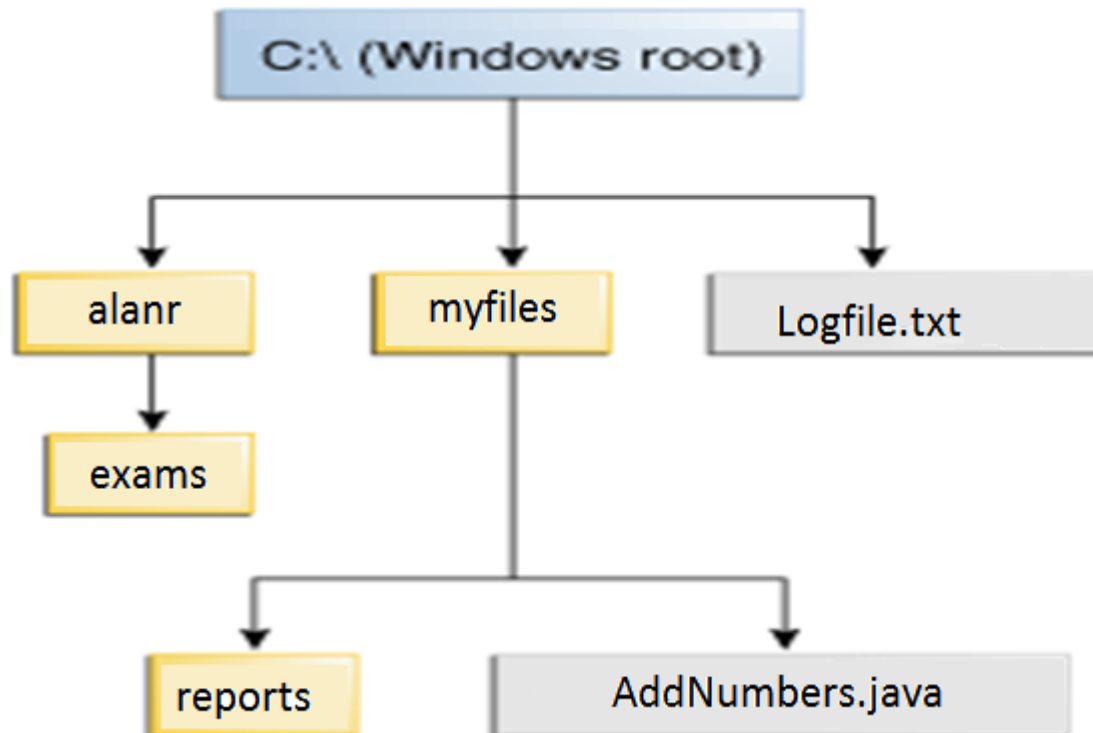 C:\ (Windows root)
alanr
myfiles
Logfile.txt
exams
reports
AddNumbers.java